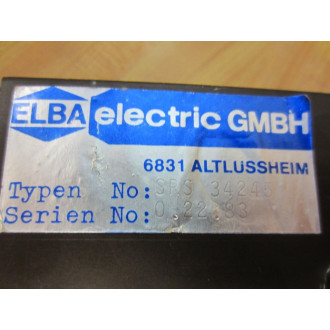 ELBA electric GMBH
6831 ALTLUSSHEIM
Typen No:
Serien No: